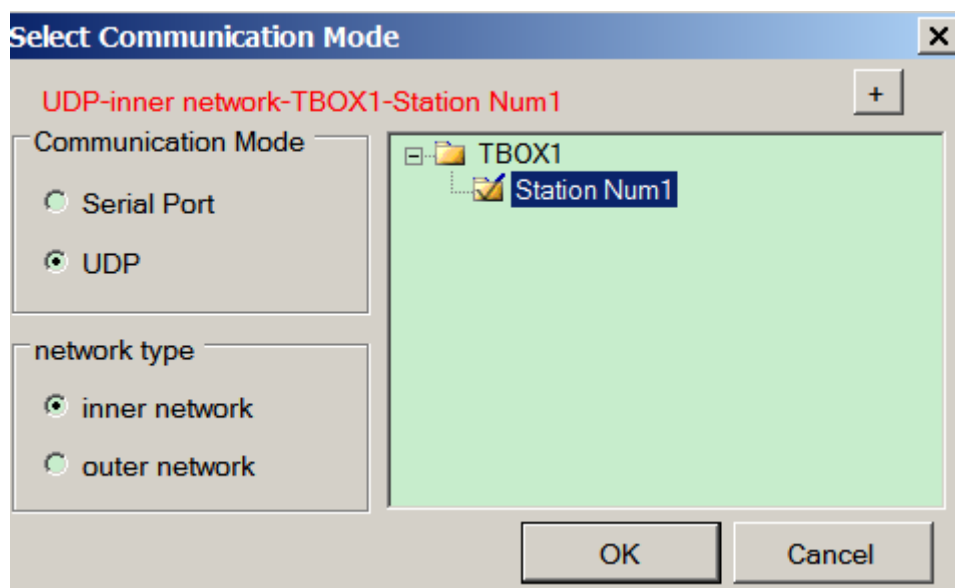 Select Communication Mode
UDP-inner network-TBOX1-Station Num1
+
Communication Mode
Serial Port
UDP
network type
inner network
outer network
TBOX1
Station Num1
OK
Cancel